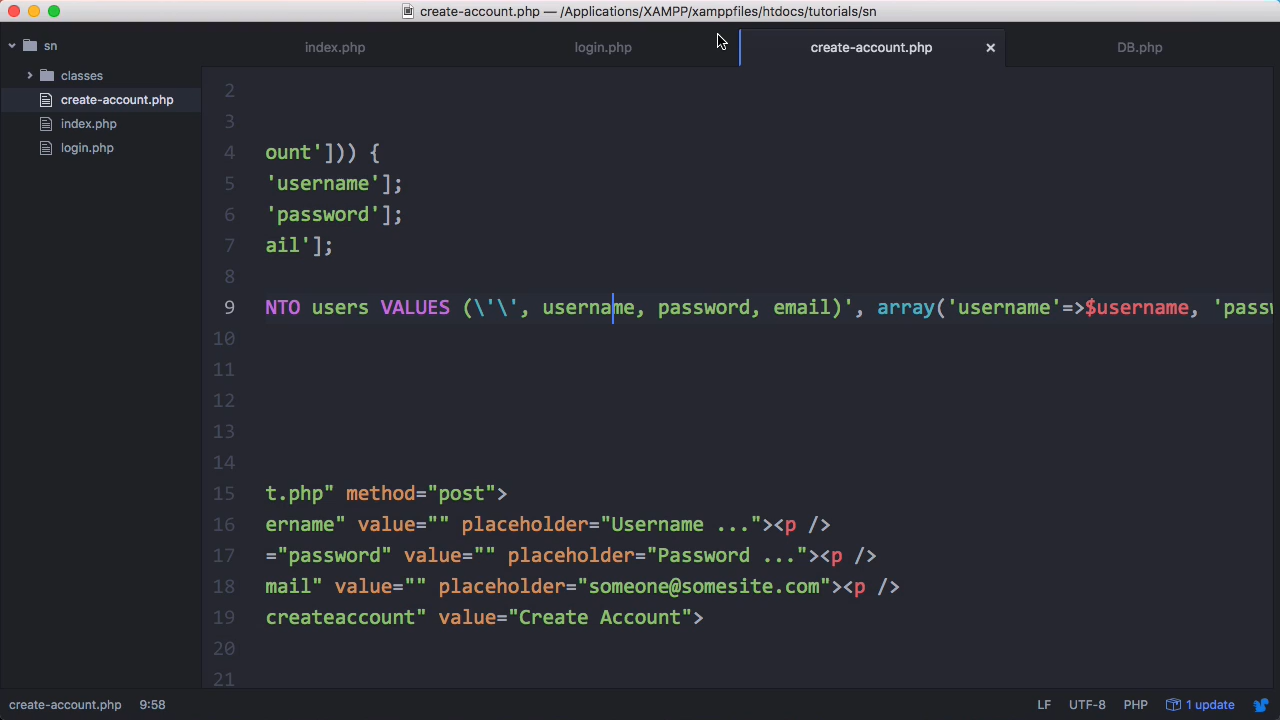 create-account.php — /Applications/XAMPP/xamppfiles/htdocs/tutorials/sn
sn
classes
create-account.php
index.php
login.php
index.php
login.php
create-account.php
DB.php
2
3
4 ount'])) {
5 'username'];
6 'password'];
7 ail'];
8
9 NTO users VALUES (\'\', username, password, email)', array('username'=>$username, 'passw
10
11
12
13
14
15 t.php" method="post">
16 ername" value="" placeholder="Username ..."><p />
17 ="password" value="" placeholder="Password ..."><p />
18 mail" value="" placeholder="someone@somesite.com"><p />
19 createaccount" value="Create Account">
20
21
create-account.php 9:58
LF UTF-8 PHP 1 update